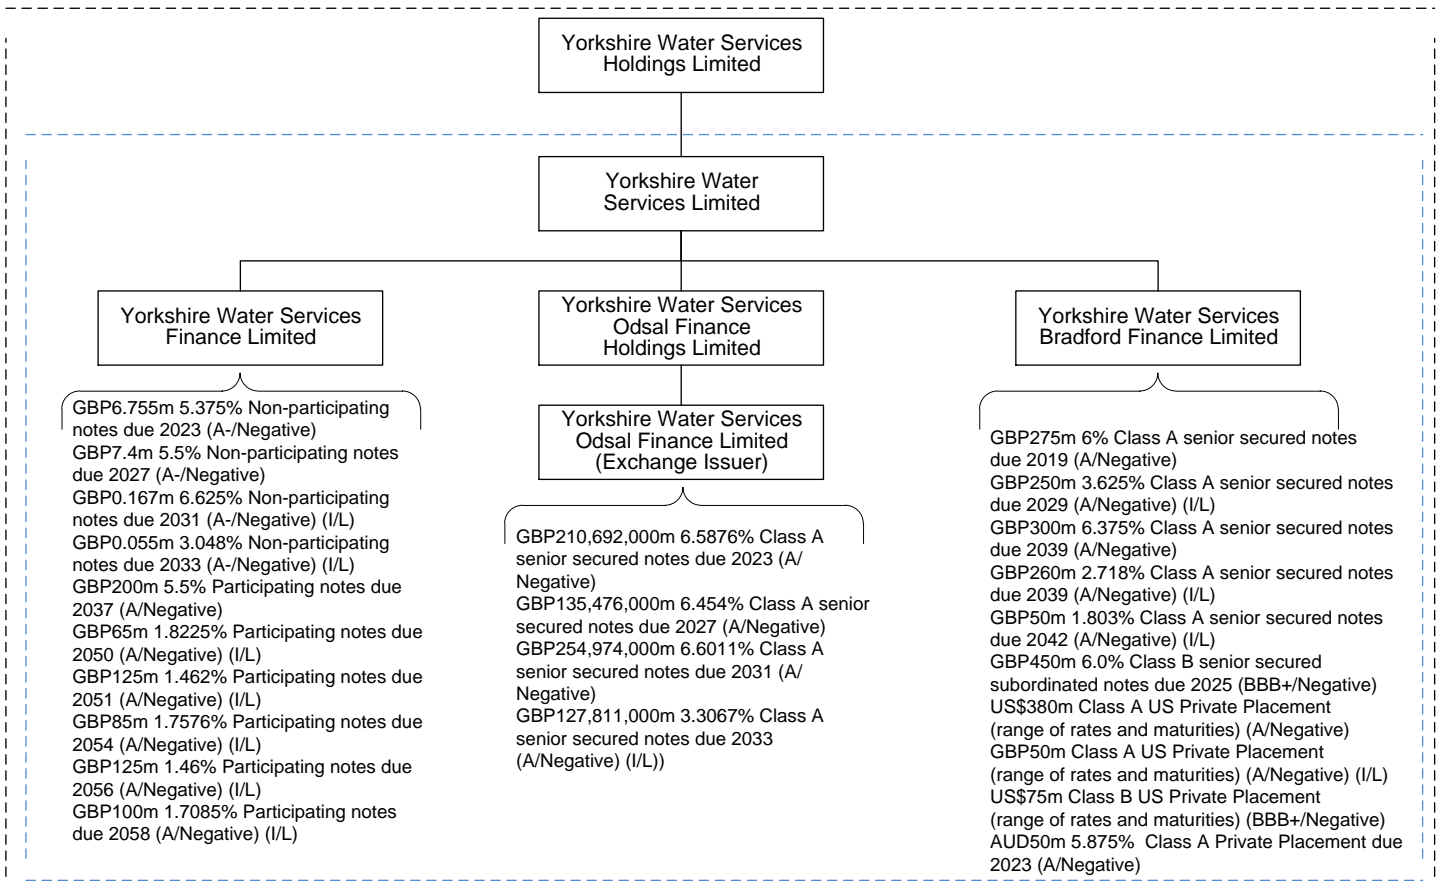 Yorkshire Water Services
Holdings Limited
Yorkshire Water
Services Limited
Yorkshire Water Services
Finance Limited
GBP6.755m 5.375% Non-participating
notes due 2023 (A-/Negative)
GBP7.4m 5.5% Non-participating notes
due 2027 (A-/Negative)
GBP0.167m 6.625% Non-participating
notes due 2031 (A-/Negative) (I/L)
GBP0.055m 3.048% Non-participating
notes due 2033 (A-/Negative) (I/L)
GBP200m 5.5% Participating notes due
2037 (A/Negative)
GBP65m 1.8225% Participating notes due
2050 (A/Negative) (I/L)
GBP125m 1.462% Participating notes due
2051 (A/Negative) (I/L)
GBP85m 1.7576% Participating notes due
2054 (A/Negative) (I/L)
GBP125m 1.46% Participating notes due
2056 (A/Negative) (I/L)
GBP100m 1.7085% Participating notes
due 2058 (A/Negative) (I/L)
Yorkshire Water Services
Odsal Finance
Holdings Limited
Yorkshire Water Services
Odsal Finance Limited
(Exchange Issuer)
GBP210,692,000m 6.5876% Class A
senior secured notes due 2023 (A/
Negative)
GBP135,476,000m 6.454% Class A senior
secured notes due 2027 (A/Negative)
GBP254,974,000m 6.6011% Class A
senior secured notes due 2031 (A/
Negative)
GBP127,811,000m 3.3067% Class A
senior secured notes due 2033
(A/Negative) (I/L))
Yorkshire Water Services
Bradford Finance Limited
GBP275m 6% Class A senior secured notes
due 2019 (A/Negative)
GBP250m 3.625% Class A senior secured notes
due 2029 (A/Negative) (I/L)
GBP300m 6.375% Class A senior secured notes
due 2039 (A/Negative)
GBP260m 2.718% Class A senior secured notes
due 2039 (A/Negative) (I/L)
GBP50m 1.803% Class A senior secured notes
due 2042 (A/Negative) (I/L)
GBP450m 6.0% Class B senior secured
subordinated notes due 2025 (BBB+/Negative)
US$380m Class A US Private Placement
(range of rates and maturities) (A/Negative)
GBP50m Class A US Private Placement
(range of rates and maturities) (A/Negative) (I/L)
US$75m Class B US Private Placement
(range of rates and maturities) (BBB+/Negative)
AUD50m 5.875%  Class A Private Placement due
2023 (A/Negative)